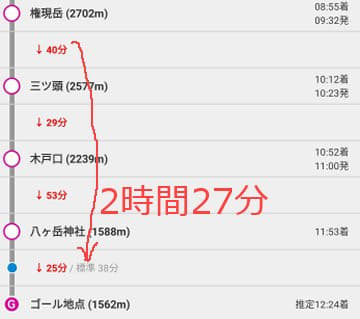 権現岳 (2702m)
08:55着
09:32発
↓ 40分
三ツ頭 (2577m)
10:12着
10:23発
↓ 29分
木戸口 (2239m)
10:52着
11:00発
↓ 53分
2時間27分
八ヶ岳神社 (1588m)
11:53着
↓ 25分 / 標準 38分
G ゴール地点 (1562m)
推定12:24着